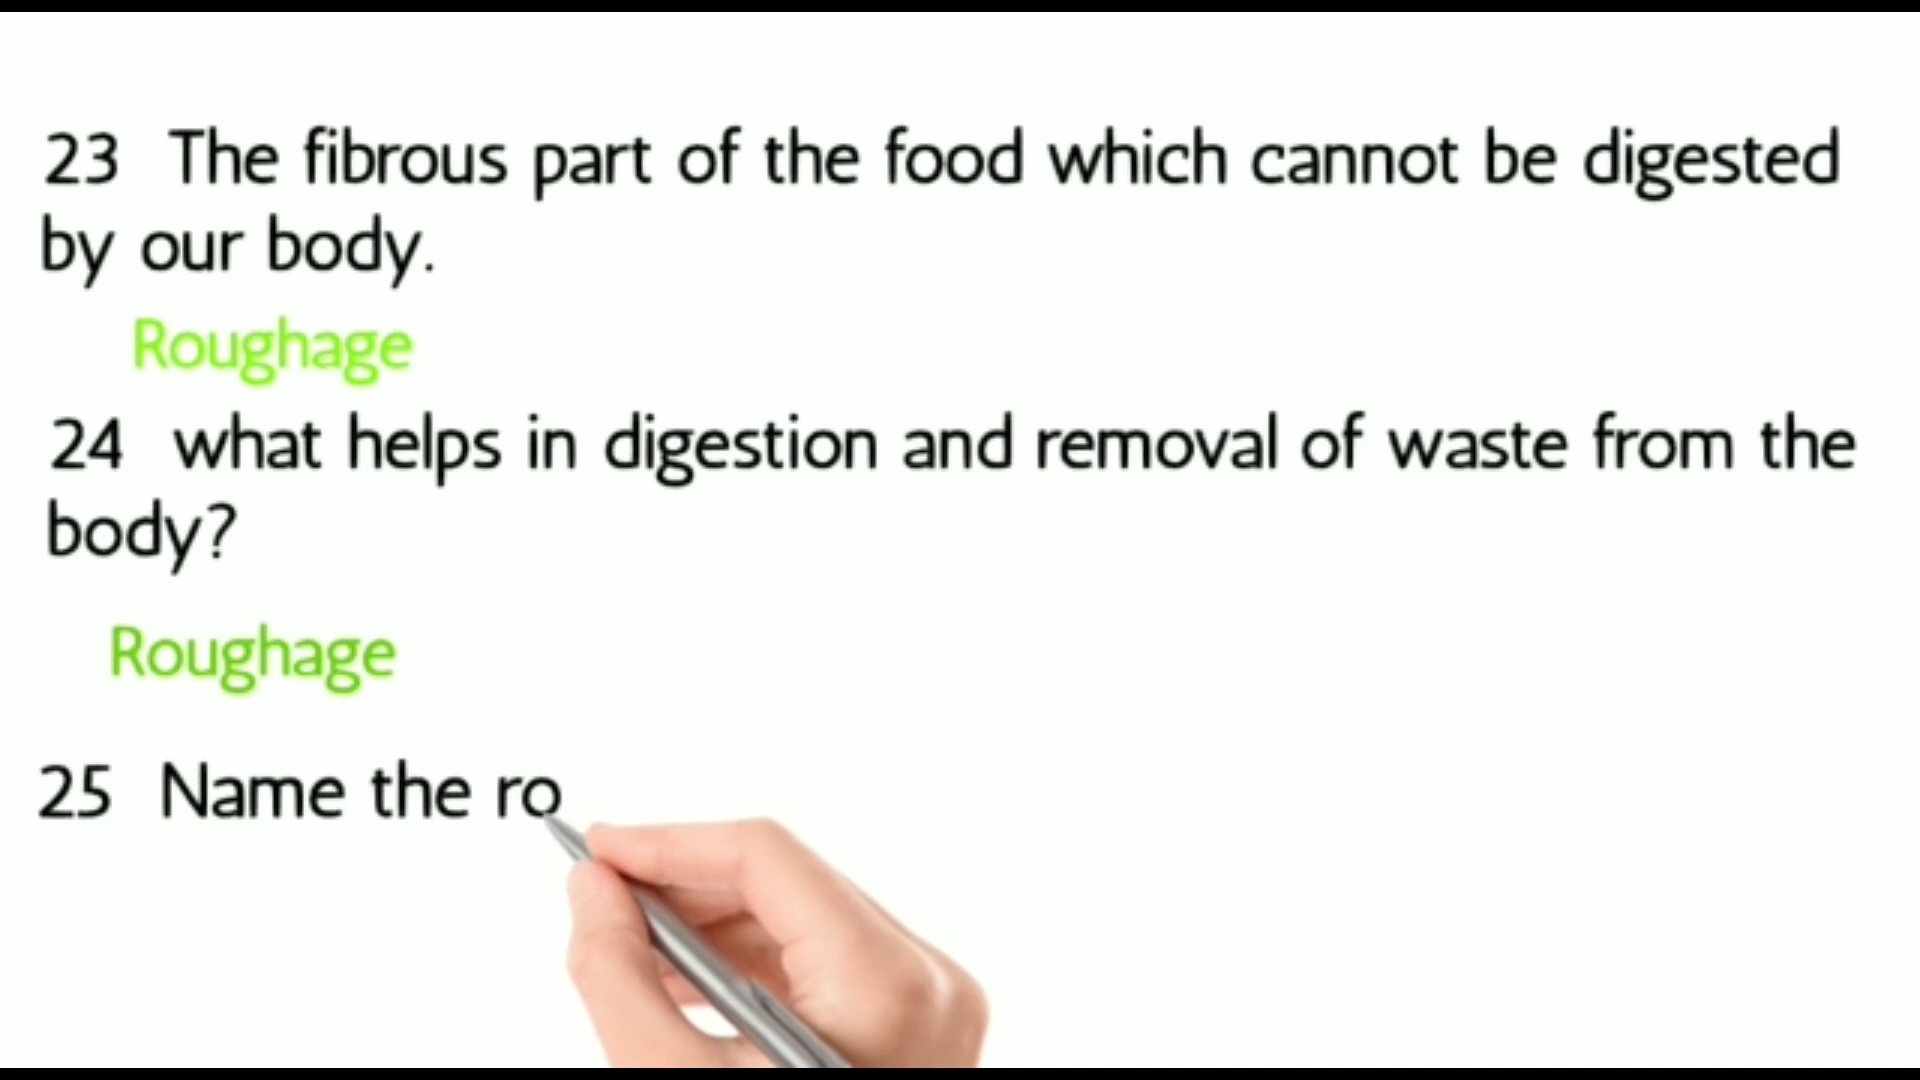 23 The fibrous part of the food which cannot be digested
by our body.
Roughage
24 what helps in digestion and removal of waste from the
body?
Roughage
25 Name the ro